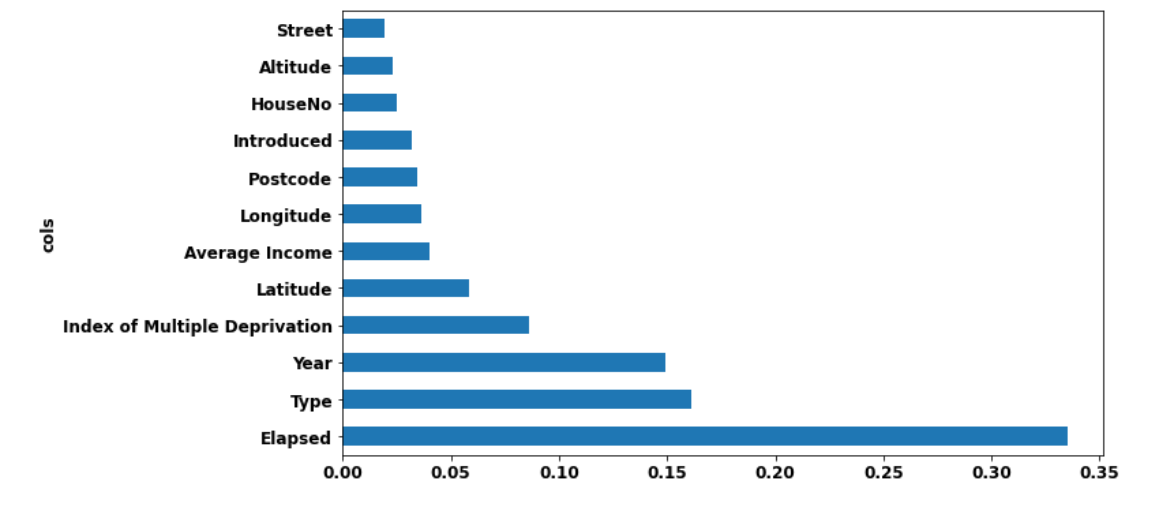 Street
Altitude
HouseNo
Introduced
Postcode
Longitude
cols
Average Income
Latitude
Index of Multiple Deprivation
Year
Type
Elapsed
0.00 0.05 0.10 0.15 0.20 0.25 0.30 0.35